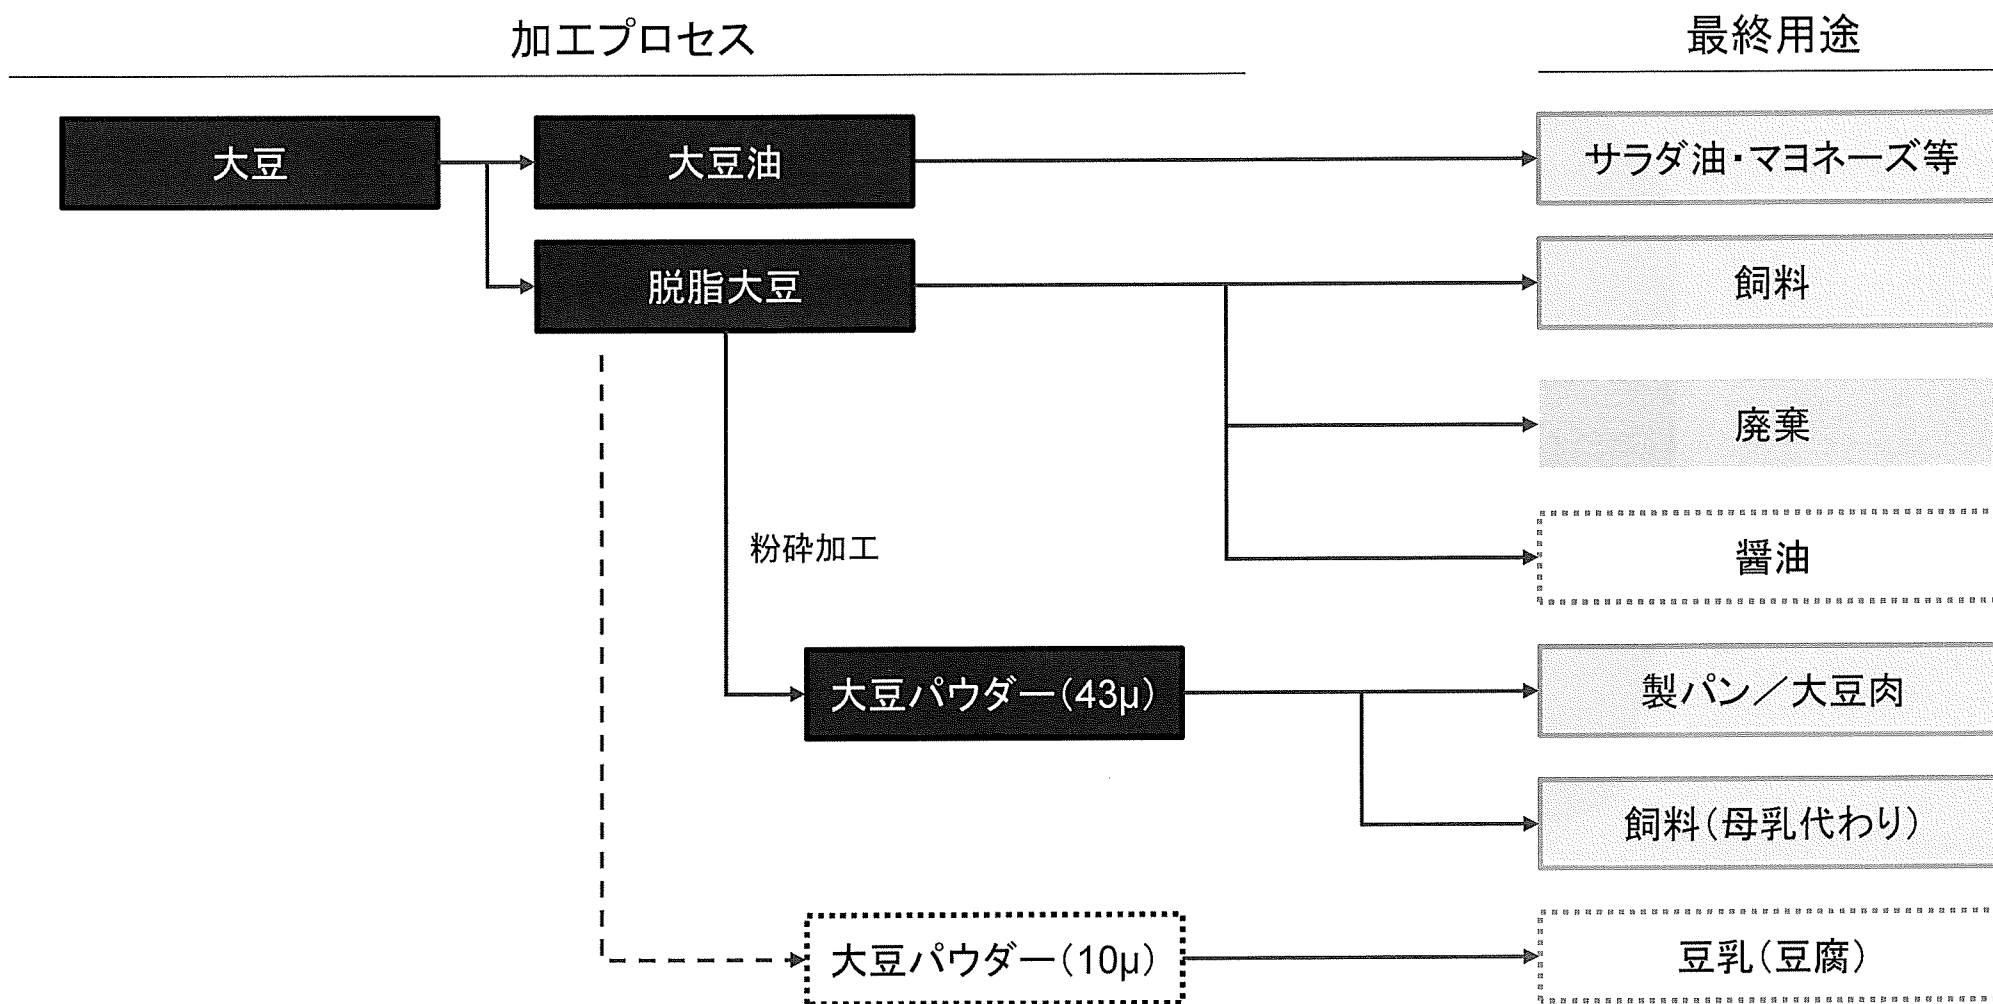 加工プロセス
最終用途
大豆
大豆油
サラダ油・マヨネーズ等
脱脂大豆
飼料
廃棄
粉砕加工
醤油
大豆パウダー(43μ)
製パン/大豆肉
飼料(母乳代わり)
大豆パウダー(10μ)
豆乳(豆腐)